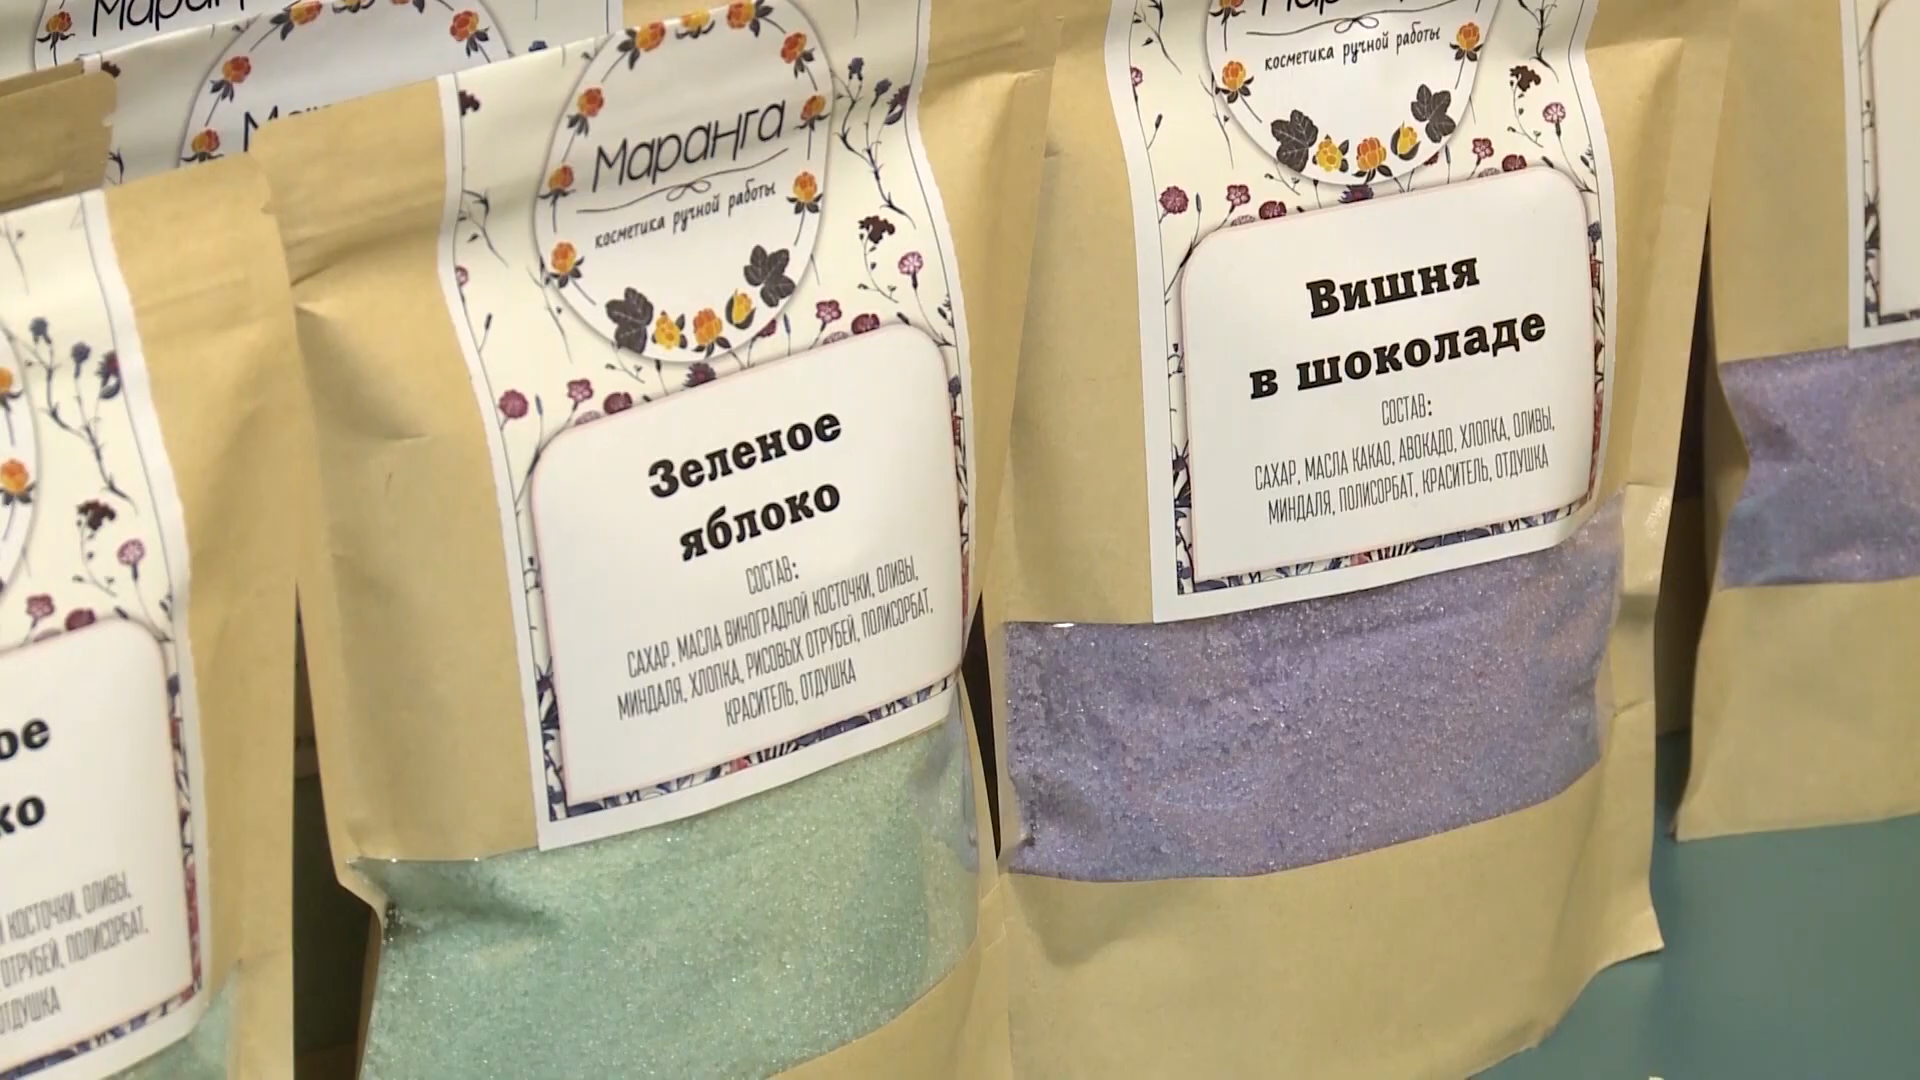 Маранга
косметика ручной работы
Зеленое
яблоко
СОСТАВ:
САХАР, МАСЛА ВИНОГРАДНОЙ КОСТОЧКИ, ОЛИВЫ,
МИНДАЛЯ, ХЛОПКА, РИСОВЫХ ОТРУБЕЙ, ПОЛИСОРБАТ,
КРАСИТЕЛЬ, ОТДУШКА
косметика ручной работы
Вишня
в шоколаде
СОСТАВ:
САХАР, МАСЛА КАКАО, АВОКАДО, ХЛОПКА, ОЛИВЫ,
МИНДАЛЯ, ПОЛИСОРБАТ, КРАСИТЕЛЬ, ОТДУШКА
ое
ко
КОСТОЧКИ, ОЛИВЫ,
ОТРУБЕЙ, ПОЛИСОРБАТ,
ОТДУШКА